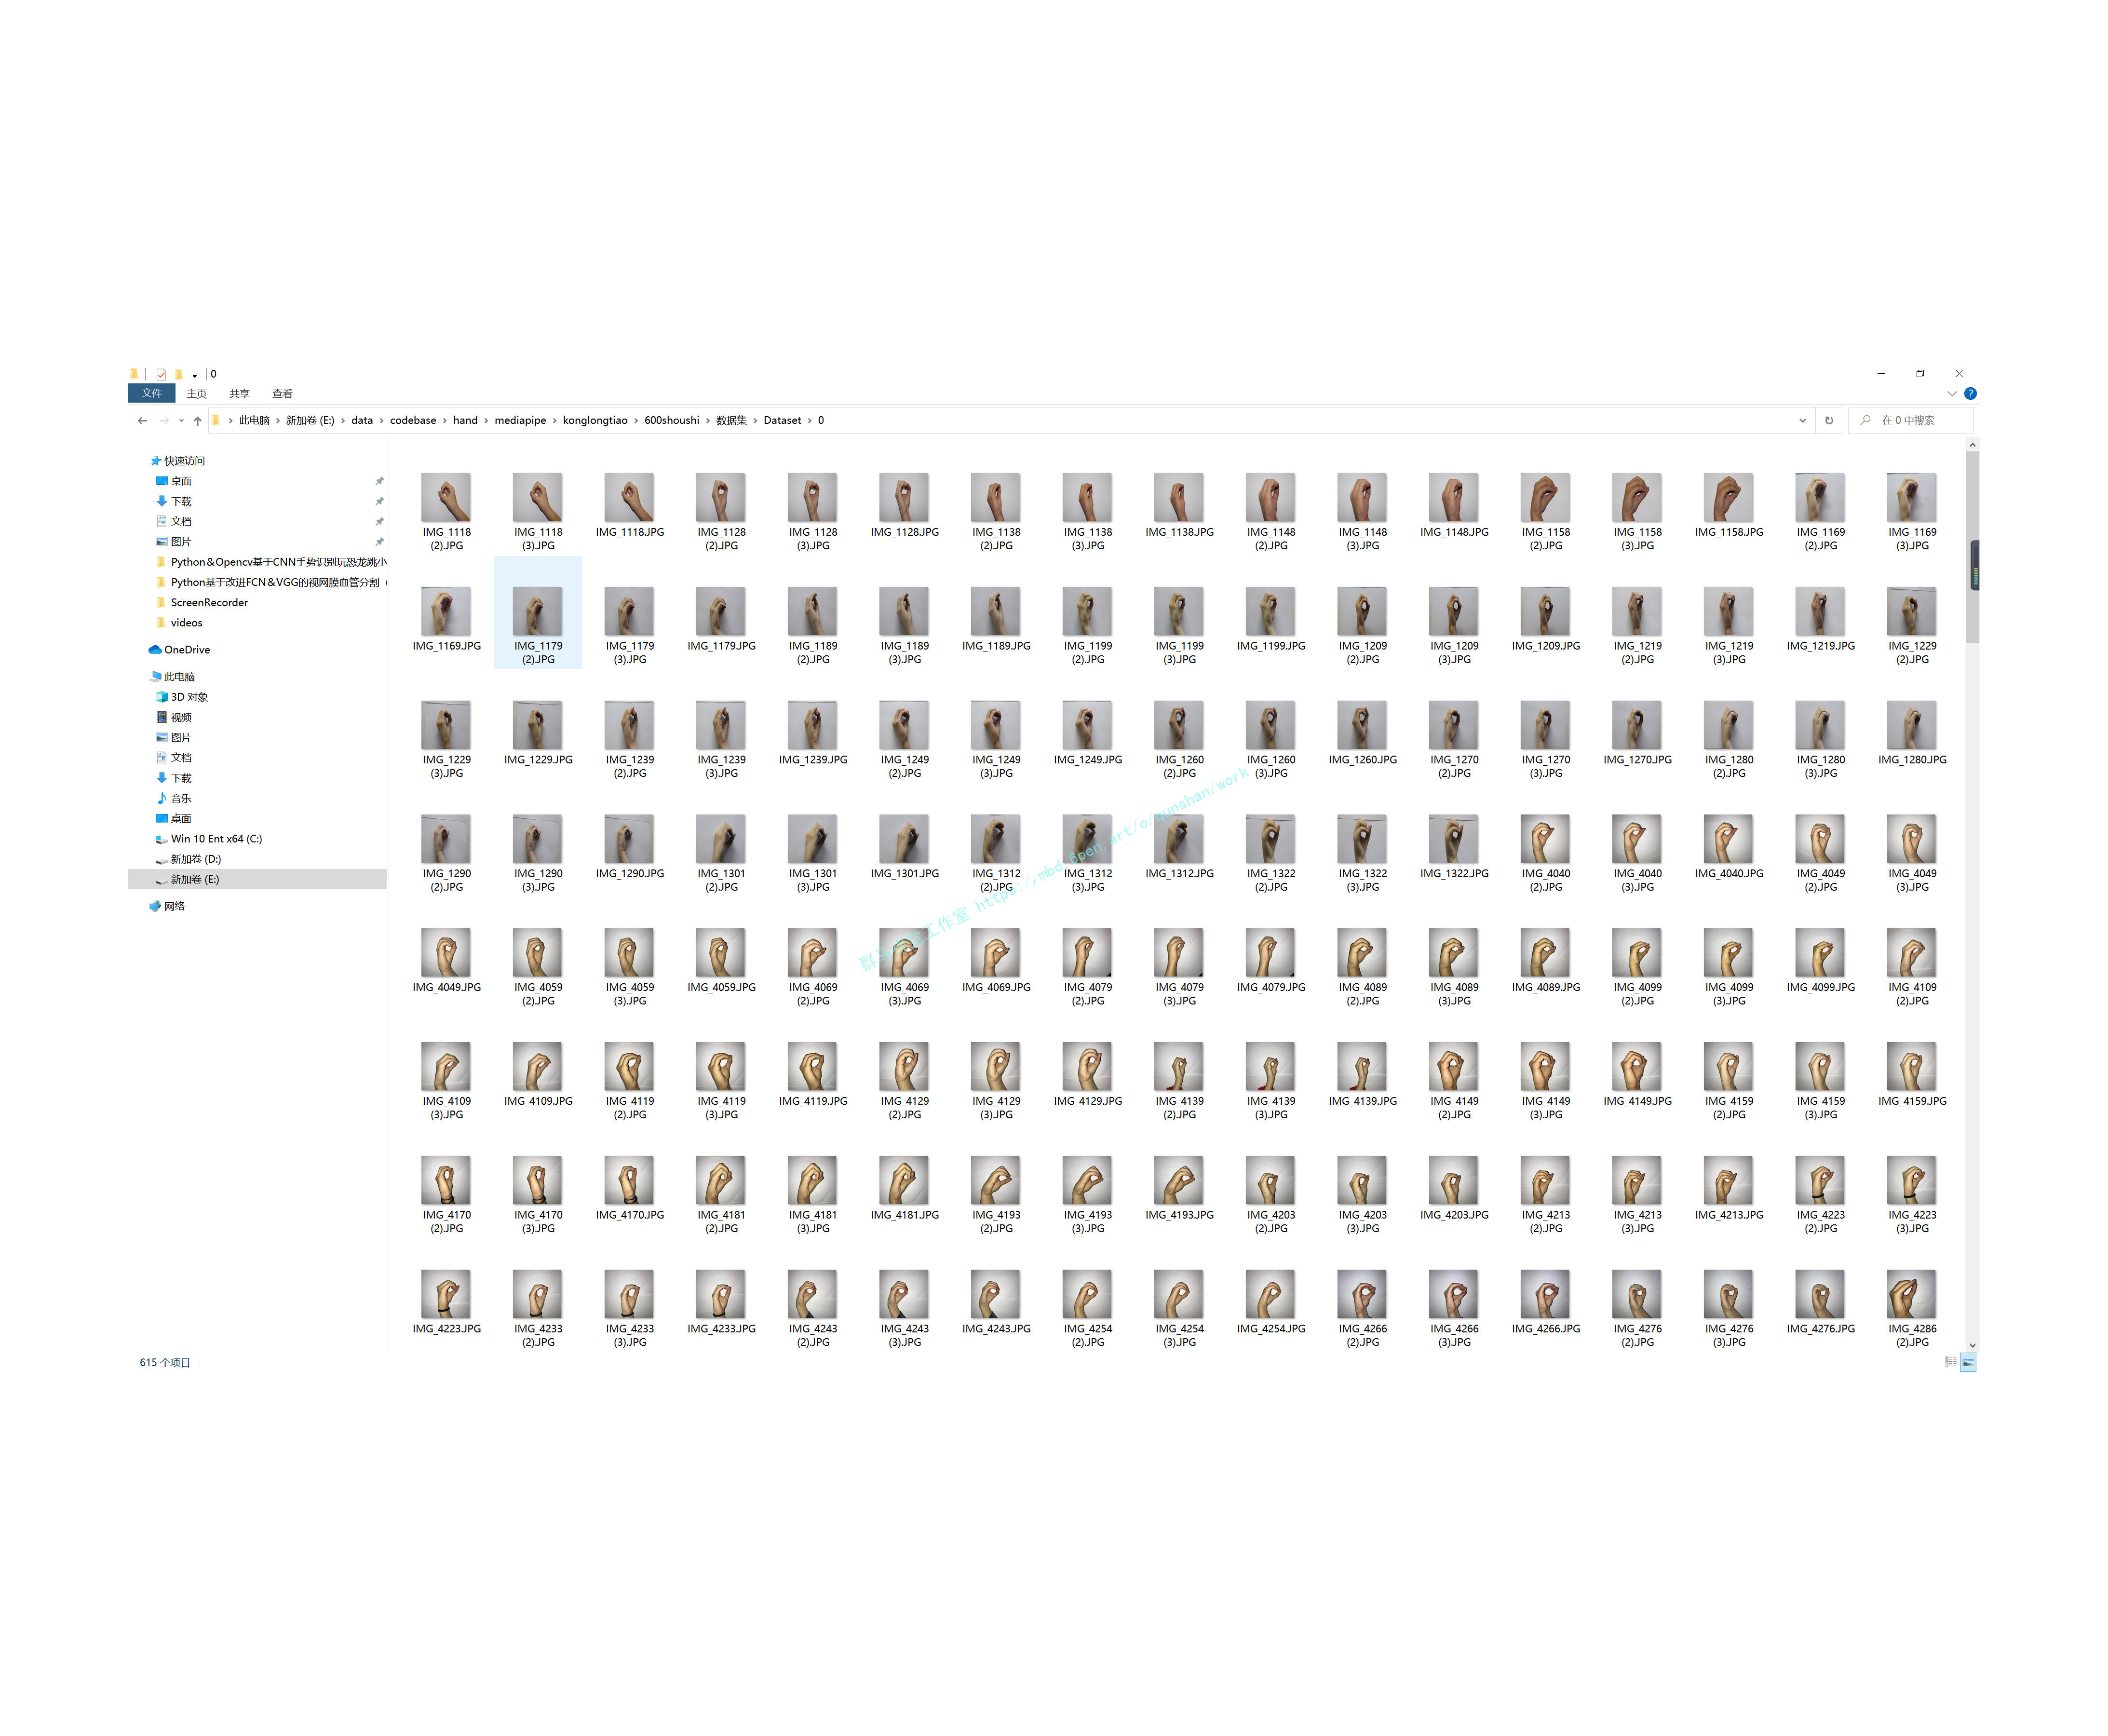 0
文件 主页 共享 查看
此电脑 › 新加卷 (E:) › data › codebase › hand › mediapipe › konglongtiao › 600shoushi › 数据集 › Dataset › 0
在 0 中搜索
快速访问
桌面
下载
文档
图片
Python&Opencv基于CNN手势识别玩恐龙跳小
Python基于改进FCN&VGG的视网膜血管分割
ScreenRecorder
videos
OneDrive
此电脑
3D 对象
视频
图片
文档
下载
音乐
桌面
Win 10 Ent x64 (C:)
新加卷 (D:)
新加卷 (E:)
网络
IMG_1118 IMG_1118 IMG_1118.JPG IMG_1128 IMG_1128 IMG_1128.JPG IMG_1138 IMG_1138 IMG_1138.JPG IMG_1148 IMG_1148 IMG_1148.JPG IMG_1158 IMG_1158 IMG_1158.JPG IMG_1169 IMG_1169
(2).JPG (3).JPG (2).JPG (3).JPG (2).JPG (3).JPG (2).JPG (3).JPG (2).JPG (3).JPG (2).JPG (3).JPG
IMG_1169.JPG IMG_1179 IMG_1179 IMG_1179.JPG IMG_1189 IMG_1189 IMG_1189.JPG IMG_1199 IMG_1199 IMG_1199.JPG IMG_1209 IMG_1209 IMG_1209.JPG IMG_1219 IMG_1219 IMG_1219.JPG IMG_1229
(2).JPG (3).JPG (2).JPG (3).JPG (2).JPG (3).JPG (2).JPG (3).JPG (2).JPG (3).JPG (2).JPG
IMG_1229 IMG_1229.JPG IMG_1239 IMG_1239 IMG_1239.JPG IMG_1249 IMG_1249 IMG_1249.JPG IMG_1260 IMG_1260 IMG_1260.JPG IMG_1270 IMG_1270 IMG_1270.JPG IMG_1280 IMG_1280 IMG_1280.JPG
(3).JPG (2).JPG (3).JPG (2).JPG (3).JPG (2).JPG (3).JPG (2).JPG (3).JPG (2).JPG (3).JPG
IMG_1290 IMG_1290 IMG_1290.JPG IMG_1301 IMG_1301 IMG_1301.JPG IMG_1312 IMG_1312 IMG_1312.JPG IMG_1322 IMG_1322 IMG_1322.JPG IMG_4040 IMG_4040 IMG_4040.JPG IMG_4049 IMG_4049
(2).JPG (3).JPG (2).JPG (3).JPG (2).JPG (3).JPG (2).JPG (3).JPG (2).JPG (3).JPG (2).JPG (3).JPG
工作室 https://mbd.6pen.art/o/qunshan/work
IMG_4049.JPG IMG_4059 IMG_4059 IMG_4059.JPG IMG_4069 IMG_4069 IMG_4069.JPG IMG_4079 IMG_4079 IMG_4079.JPG IMG_4089 IMG_4089 IMG_4089.JPG IMG_4099 IMG_4099 IMG_4099.JPG IMG_4109
(2).JPG (3).JPG (2).JPG (3).JPG (2).JPG (3).JPG (2).JPG (3).JPG (2).JPG (3).JPG (2).JPG
IMG_4109 IMG_4109.JPG IMG_4119 IMG_4119 IMG_4119.JPG IMG_4129 IMG_4129 IMG_4129.JPG IMG_4139 IMG_4139 IMG_4139.JPG IMG_4149 IMG_4149 IMG_4149.JPG IMG_4159 IMG_4159 IMG_4159.JPG
(3).JPG (2).JPG (3).JPG (2).JPG (3).JPG (2).JPG (3).JPG (2).JPG (3).JPG (2).JPG (3).JPG
IMG_4170 IMG_4170 IMG_4170.JPG IMG_4181 IMG_4181 IMG_4181.JPG IMG_4193 IMG_4193 IMG_4193.JPG IMG_4203 IMG_4203 IMG_4203.JPG IMG_4213 IMG_4213 IMG_4213.JPG IMG_4223 IMG_4223
(2).JPG (3).JPG (2).JPG (3).JPG (2).JPG (3).JPG (2).JPG (3).JPG (2).JPG (3).JPG (2).JPG (3).JPG
IMG_4223.JPG IMG_4233 IMG_4233 IMG_4233.JPG IMG_4243 IMG_4243 IMG_4243.JPG IMG_4254 IMG_4254 IMG_4254.JPG IMG_4266 IMG_4266 IMG_4266.JPG IMG_4276 IMG_4276 IMG_4276.JPG IMG_4286
(2).JPG (3).JPG (2).JPG (3).JPG (2).JPG (3).JPG (2).JPG (3).JPG (2).JPG (3).JPG (2).JPG
615 个项目